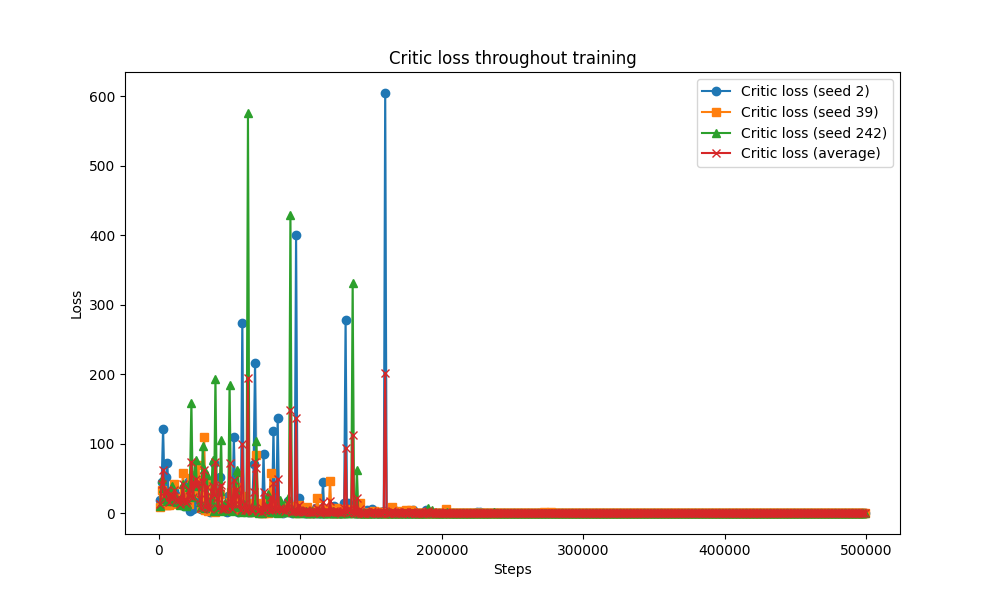 Critic loss throughout training
Critic loss (seed 2)
Critic loss (seed 39)
Critic loss (seed 242)
Critic loss (average)
Loss
600
500
400
300
200
100
0
0 100000 200000 300000 400000 500000
Steps